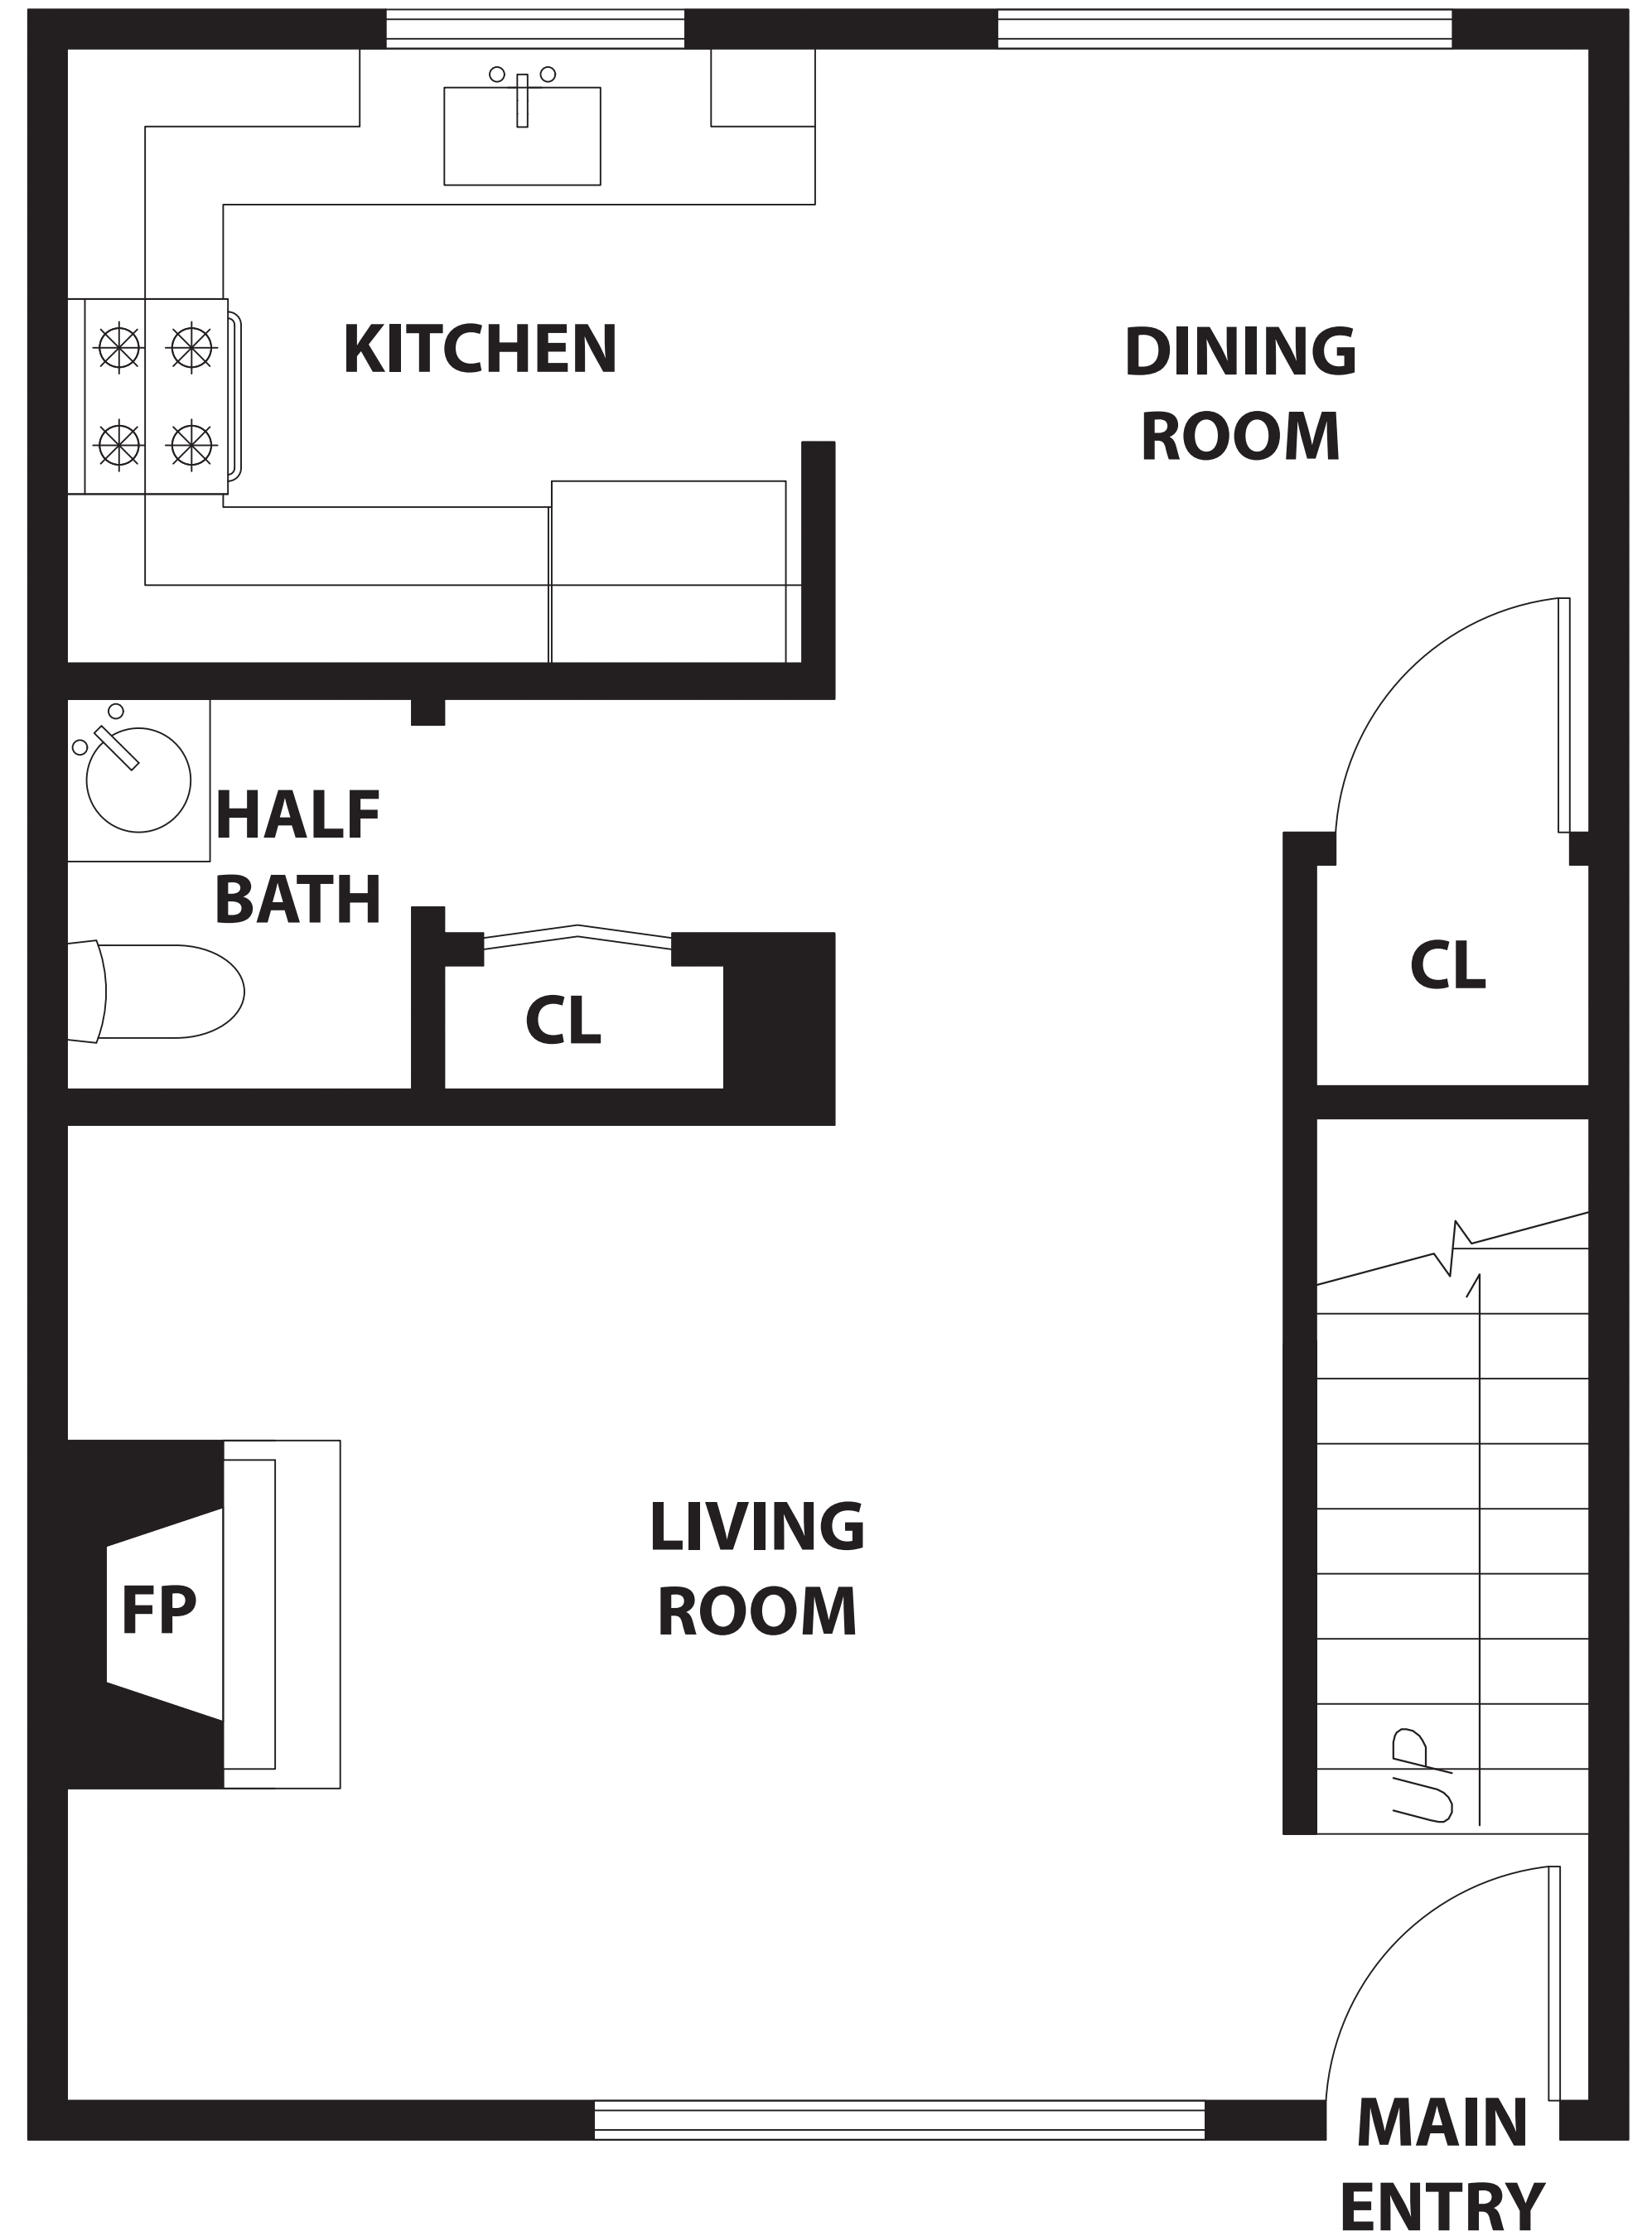 KITCHEN
DINING
ROOM
HALF
BATH
CL
CL
LIVING
ROOM
FP
UP
MAIN
ENTRY